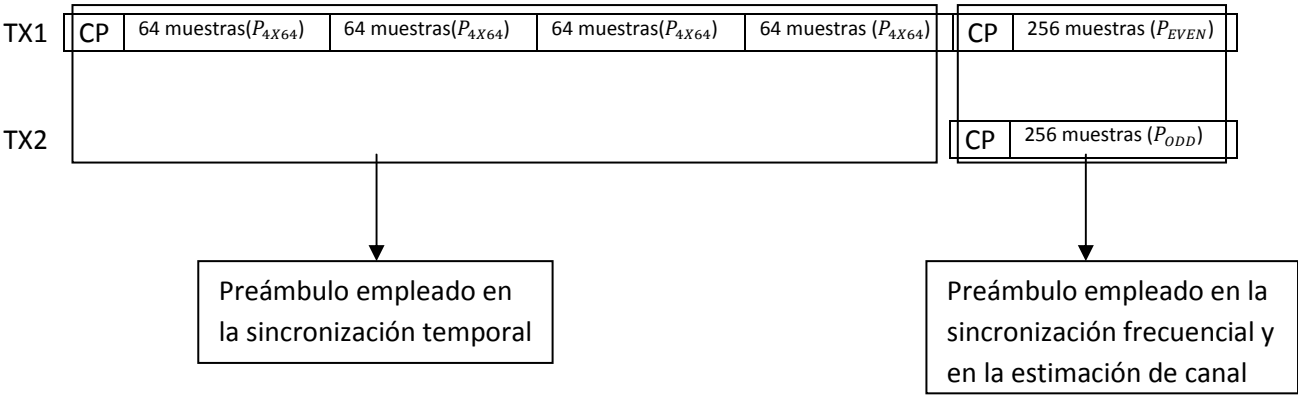 TX1 CP 64 muestras(P4X64) 64 muestras(P4X64) 64 muestras(P4X64) 64 muestras (P4X64) CP 256 muestras (PEVEN)
TX2 CP 256 muestras (PODD)
Preámbulo empleado en
la sincronización temporal
Preámbulo empleado en la
sincronización frecuencial y
en la estimación de canal